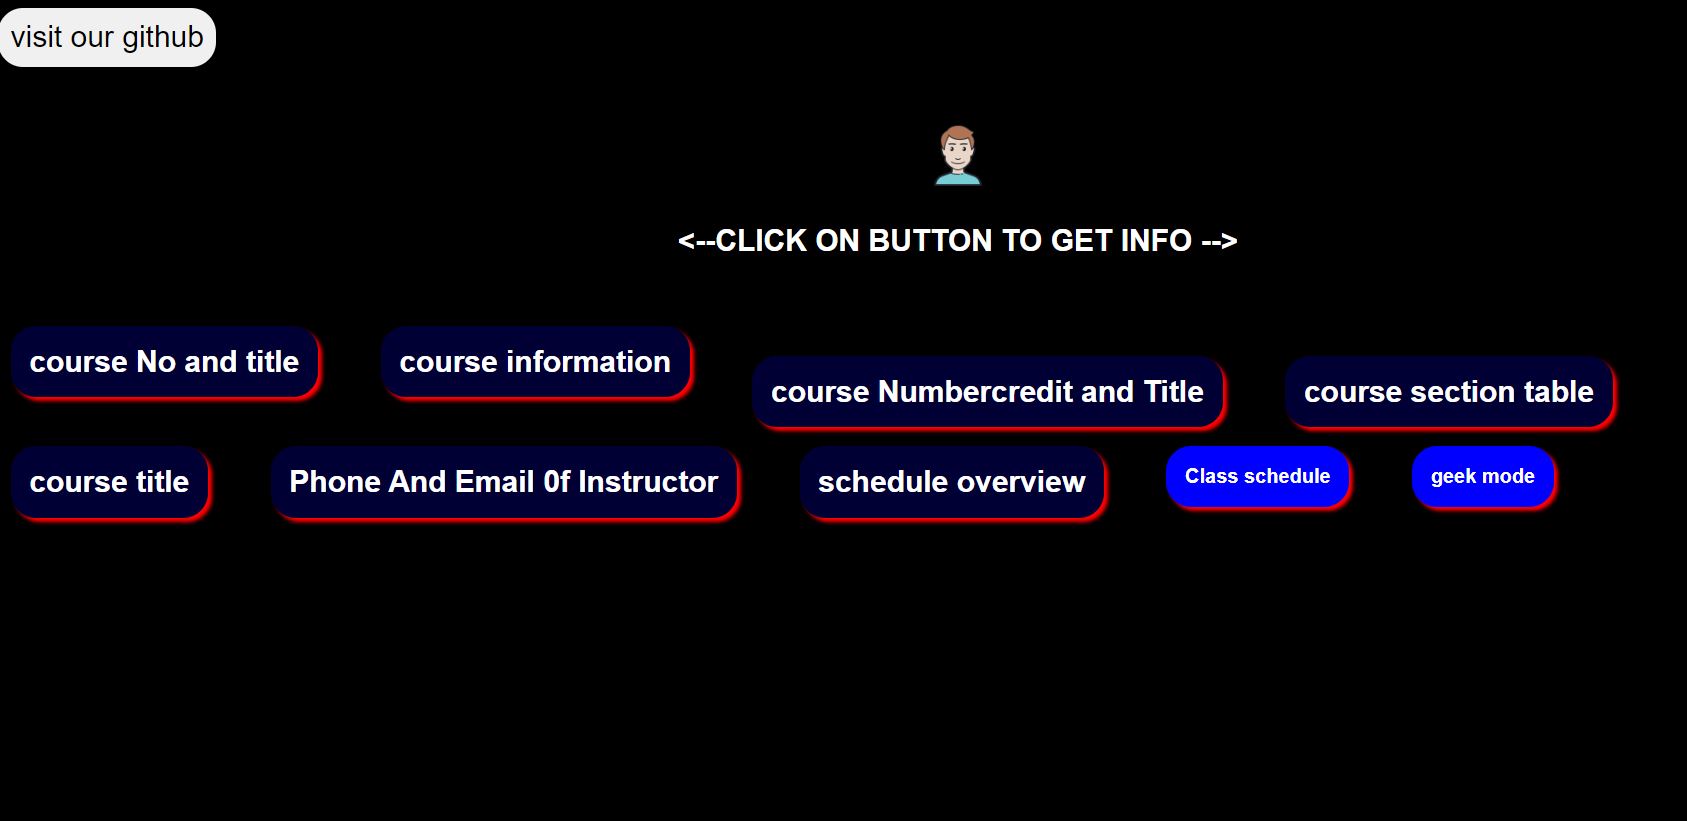 visit our github
<--CLICK ON BUTTON TO GET INFO -->
course No and title
course information
course Numbercredit and Title
course section table
course title
Phone And Email 0f Instructor
schedule overview
Class schedule
geek mode